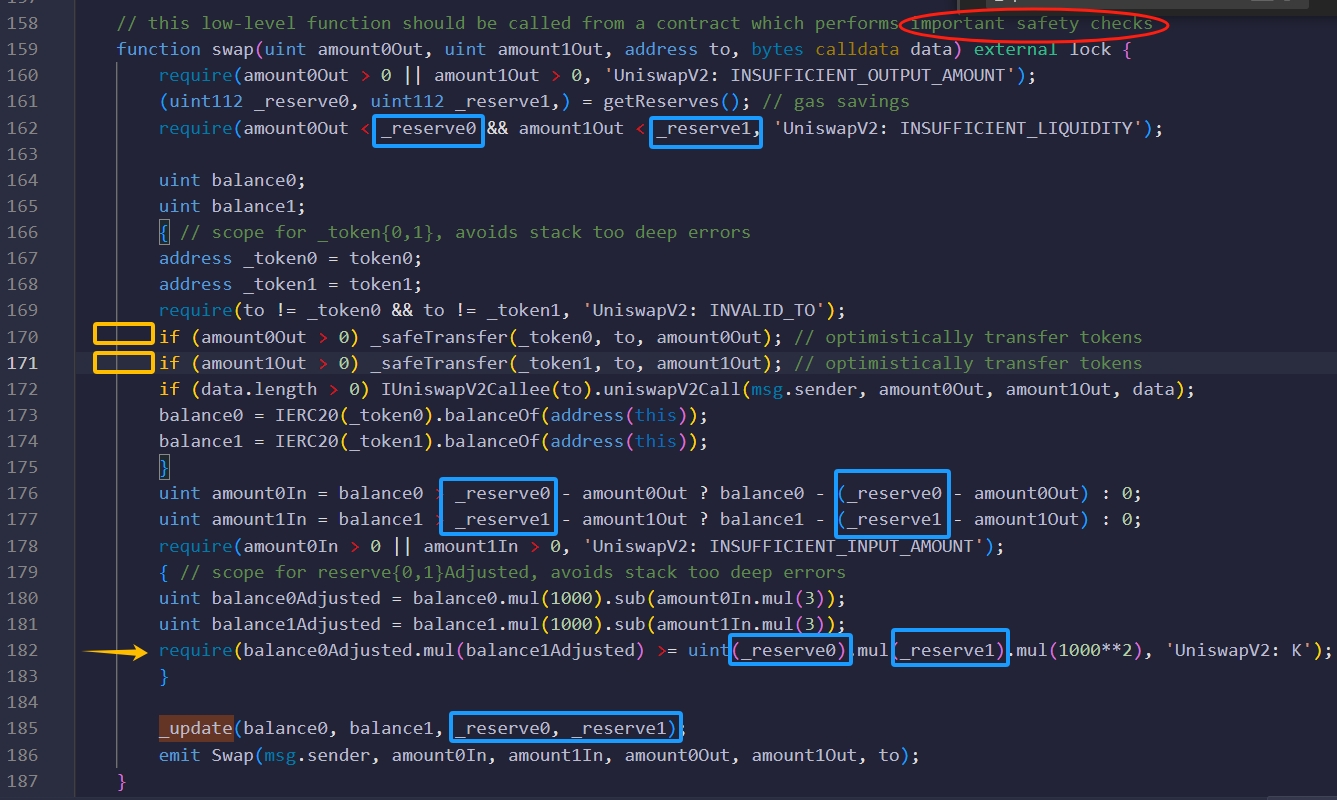 158 // this low-level function should be called from a contract which performs important safety checks
159 function swap(uint amount0Out, uint amount1Out, address to, bytes calldata data) external lock {
160 require(amount0Out > 0 || amount1Out > 0, 'UniswapV2: INSUFFICIENT_OUTPUT_AMOUNT');
161 (uint112 _reserve0, uint112 _reserve1,) = getReserves(); // gas savings
162 require(amount0Out < _reserve0 && amount1Out < _reserve1, 'UniswapV2: INSUFFICIENT_LIQUIDITY');
163
164 uint balance0;
165 uint balance1;
166 { // scope for _token{0,1}, avoids stack too deep errors
167 address _token0 = token0;
168 address _token1 = token1;
169 require(to != _token0 && to != _token1, 'UniswapV2: INVALID_TO');
170 if (amount0Out > 0) _safeTransfer(_token0, to, amount0Out); // optimistically transfer tokens
171 if (amount1Out > 0) _safeTransfer(_token1, to, amount1Out); // optimistically transfer tokens
172 if (data.length > 0) IUniswapV2Callee(to).uniswapV2Call(msg.sender, amount0Out, amount1Out, data);
173 balance0 = IERC20(_token0).balanceOf(address(this));
174 balance1 = IERC20(_token1).balanceOf(address(this));
175 }
176 uint amount0In = balance0 > _reserve0 - amount0Out ? balance0 - (_reserve0 - amount0Out) : 0;
177 uint amount1In = balance1 > _reserve1 - amount1Out ? balance1 - (_reserve1 - amount1Out) : 0;
178 require(amount0In > 0 || amount1In > 0, 'UniswapV2: INSUFFICIENT_INPUT_AMOUNT');
179 { // scope for reserve{0,1}Adjusted, avoids stack too deep errors
180 uint balance0Adjusted = balance0.mul(1000).sub(amount0In.mul(3));
181 uint balance1Adjusted = balance1.mul(1000).sub(amount1In.mul(3));
182 require(balance0Adjusted.mul(balance1Adjusted) >= uint(_reserve0).mul(_reserve1).mul(1000**2), 'UniswapV2: K');
183 }
184
185 _update(balance0, balance1, _reserve0, _reserve1);
186 emit Swap(msg.sender, amount0In, amount1In, amount0Out, amount1Out, to);
187 }